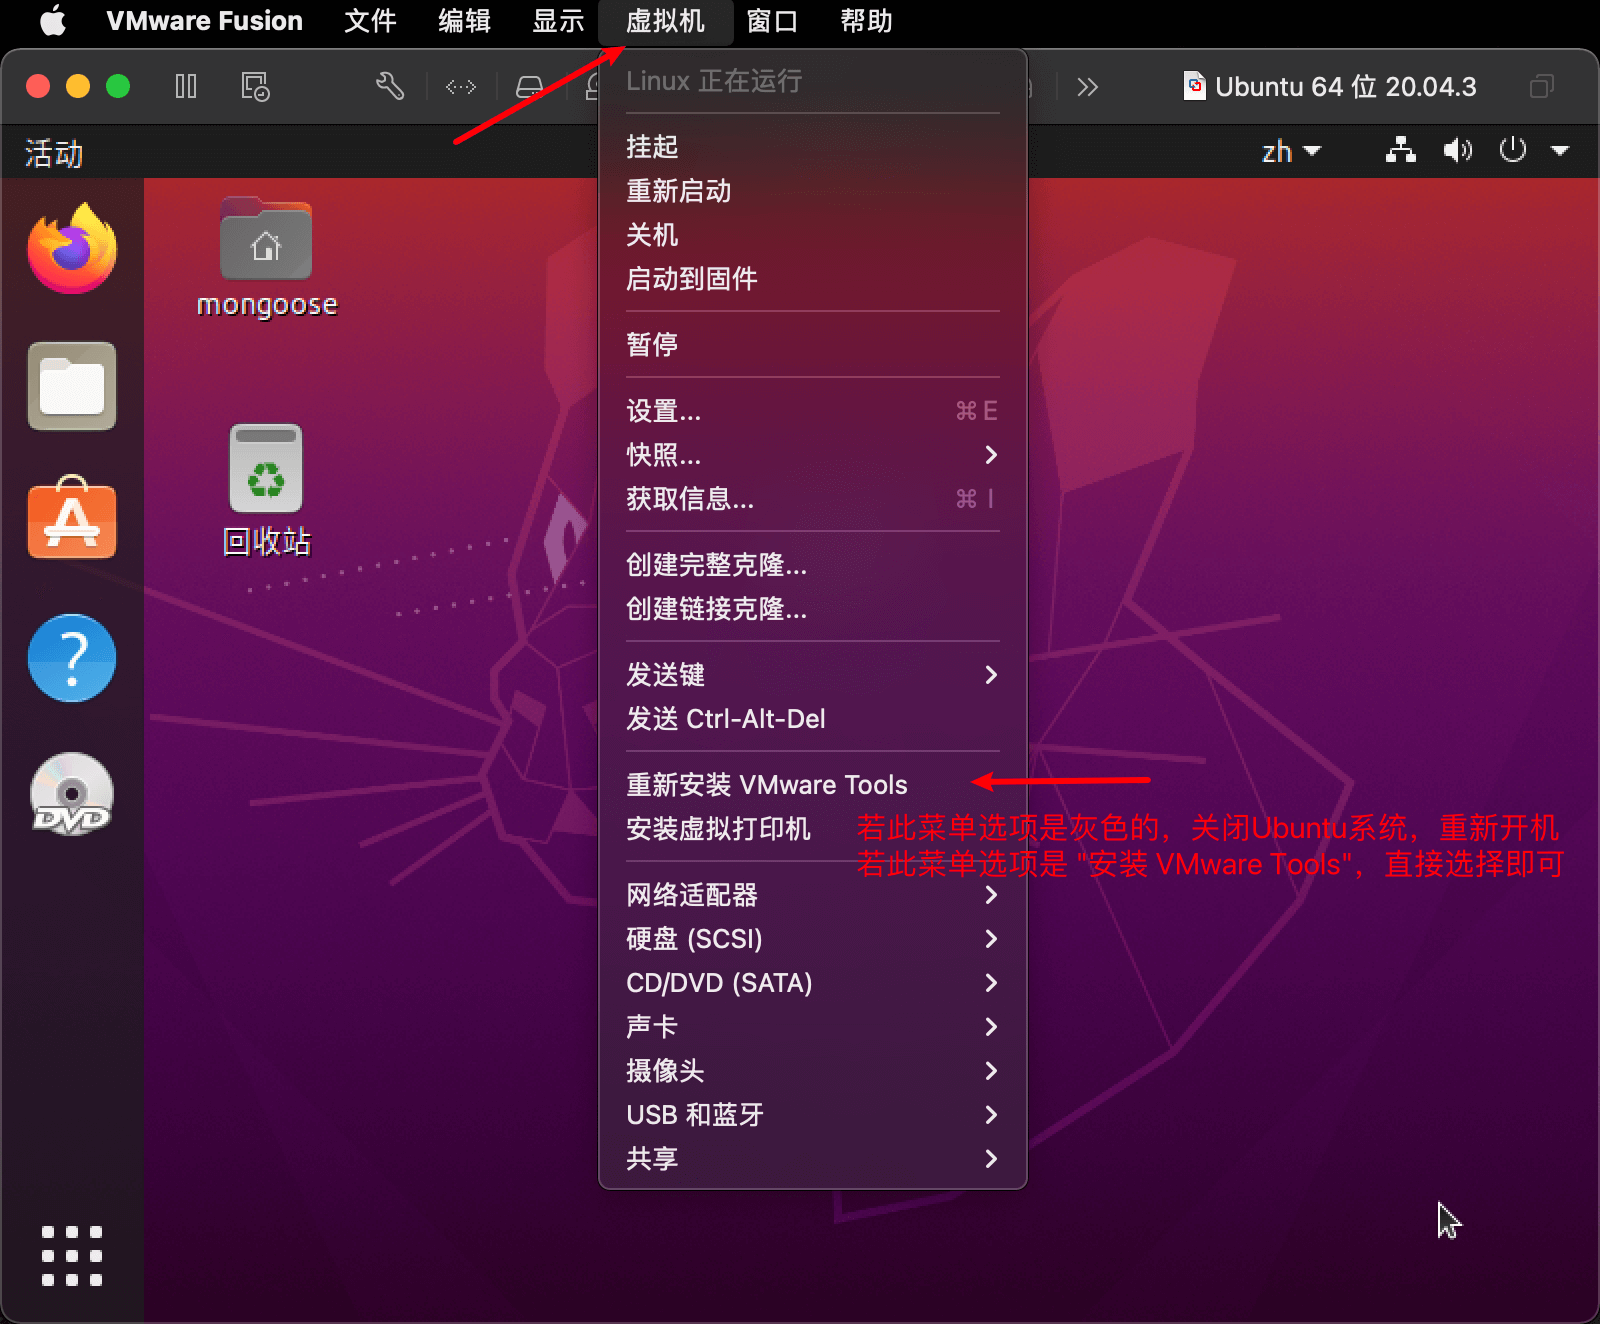 VMware Fusion 文件 编辑 显示 虚拟机 窗口 帮助
Linux 正在运行
Ubuntu 64 位 20.04.3
活动
zh
挂起
重新启动
关机
启动到固件
暂停
设置... ⌘ E
快照...
获取信息... ⌘ I
创建完整克隆...
创建链接克隆...
发送键
发送 Ctrl-Alt-Del
重新安装 VMware Tools
安装虚拟打印机
若此菜单选项是灰色的，关闭Ubuntu系统，重新开机
若此菜单选项是 "安装 VMware Tools"，直接选择即可
网络适配器
硬盘 (SCSI)
CD/DVD (SATA)
声卡
摄像头
USB 和蓝牙
共享
mongoose
回收站
DVD